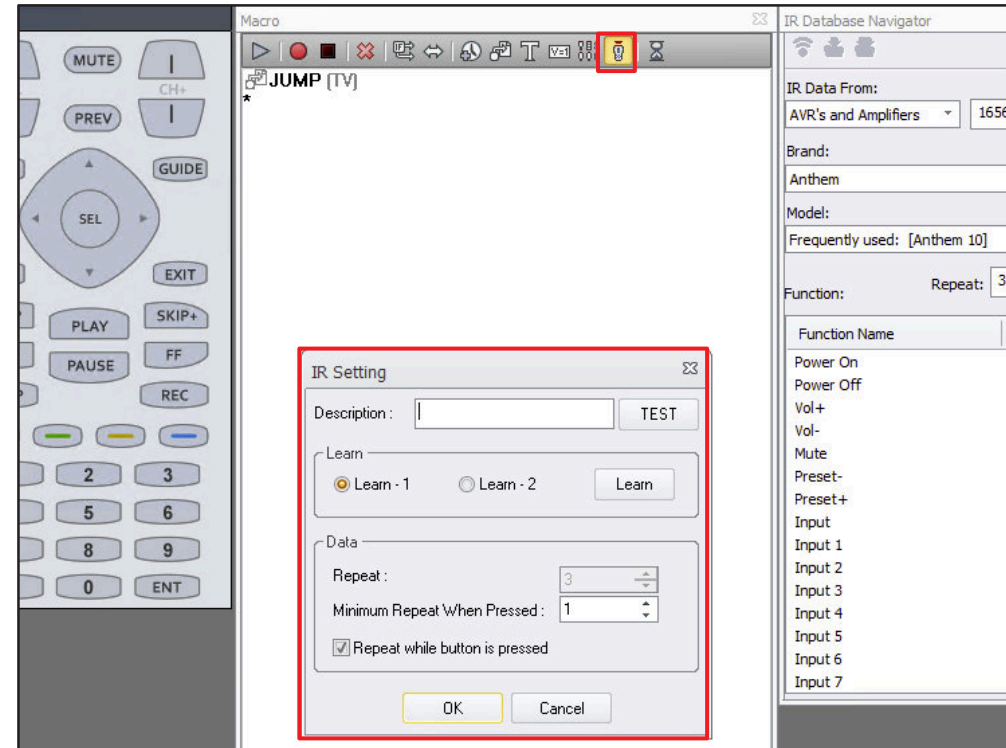 MUTE
CH+
PREV
GUIDE
SEL
EXIT
PLAY
SKIP+
PAUSE
FF
REC
2
3
5
6
8
9
0
ENT
Macro
V=1
JUMP (TV)
*
IR Setting
Description :
TEST
Learn
Learn - 1
Learn - 2
Learn
Data
Repeat :
3
Minimum Repeat When Pressed :
1
Repeat while button is pressed
OK
Cancel
IR Database Navigator
IR Data From:
AVR's and Amplifiers
1656
Brand:
Anthem
Model:
Frequently used: [Anthem 10]
Function:
Repeat:
3
Function Name
Power On
Power Off
Vol+
Vol-
Mute
Preset-
Preset+
Input
Input 1
Input 2
Input 3
Input 4
Input 5
Input 6
Input 7